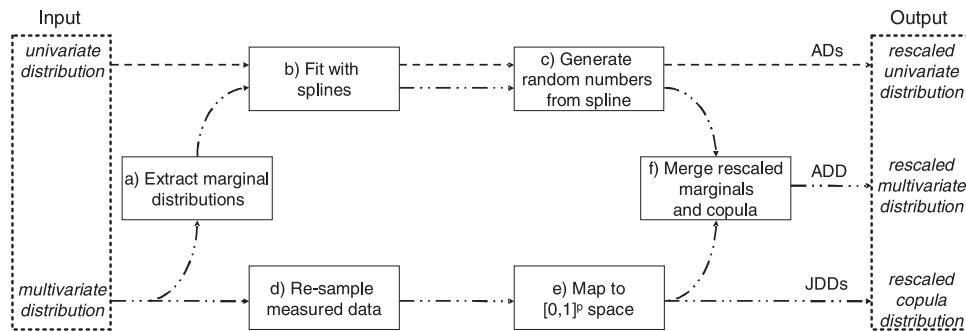 Input
Output
univariate
distribution
b) Fit with
splines
c) Generate
random numbers
from spline
ADs
rescaled
univariate
distribution
a) Extract marginal
distributions
f) Merge rescaled
marginals
and copula
ADD
rescaled
multivariate
distribution
multivariate
distribution
d) Re-sample
measured data
e) Map to
[0,1]ᵖ space
JDDs
rescaled
copula
distribution